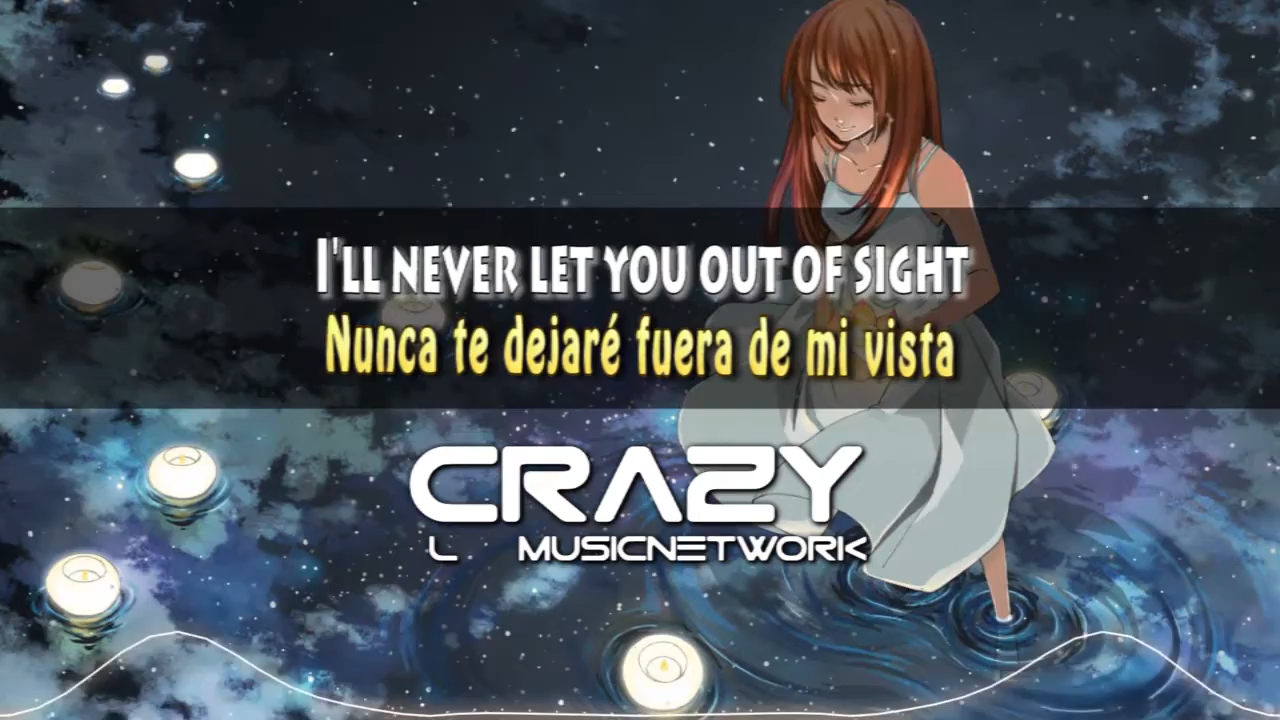 I'LL NEVER LET YOU OUT OF SIGHT
Nunca te dejaré fuera de mi vista
CRAZY
L MUSICNETWORK